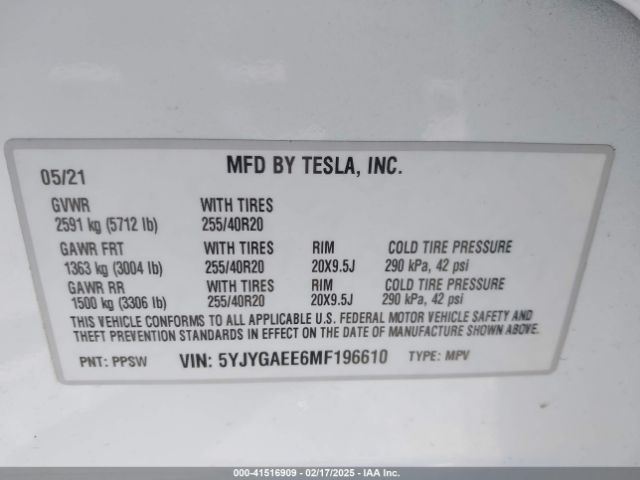 MFD BY TESLA, INC.
05/21
GVWR WITH TIRES
2591 kg (5712 lb) 255/40R20
GAWR FRT WITH TIRES RIM COLD TIRE PRESSURE
1363 kg (3004 lb) 255/40R20 20X9.5J 290 kPa, 42 psi
GAWR RR WITH TIRES RIM COLD TIRE PRESSURE
1500 kg (3306 lb) 255/40R20 20X9.5J 290 kPa, 42 psi
THIS VEHICLE CONFORMS TO ALL APPLICABLE U.S. FEDERAL MOTOR VEHICLE SAFETY AND
THEFT PREVENTION STANDARDS IN EFFECT ON THE DATE OF MANUFACTURE SHOWN ABOVE.
PNT: PPSW VIN: 5YJYGAEE6MF196610 TYPE: MPV
000-41516909 - 02/17/2025 - IAA Inc.